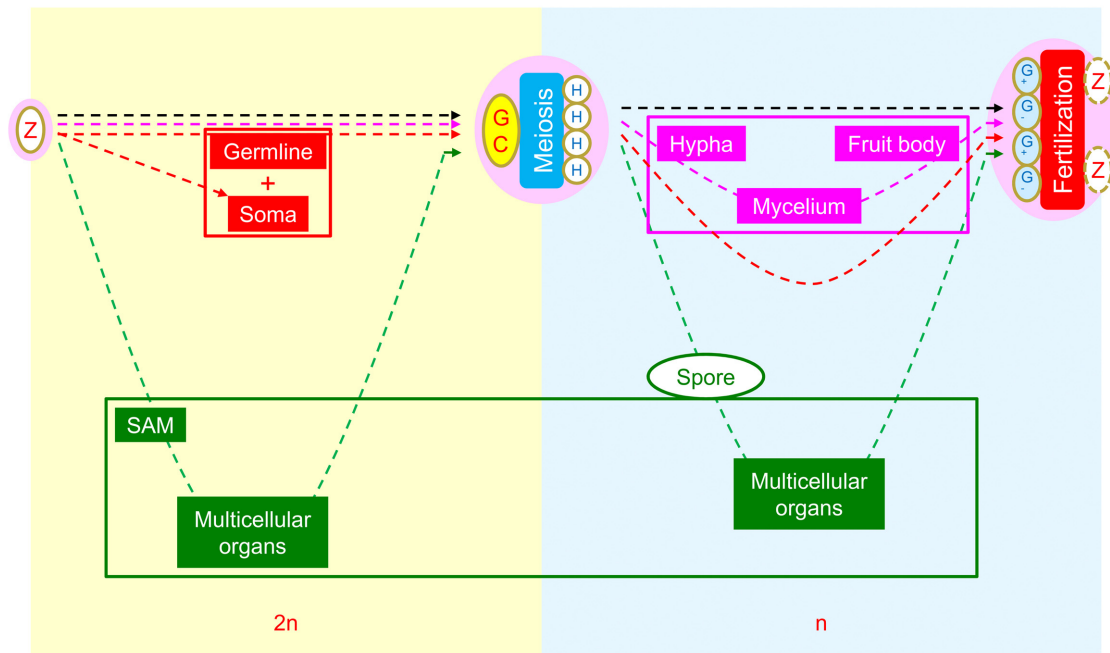 Z
Germline
+
Soma
G
C
Meiosis
H
H
H
H
Hypha
Fruit body
Mycelium
G
+
G
-
G
+
G
-
Fertilization
Z
Z
Spore
SAM
Multicellular
organs
Multicellular
organs
2n
n